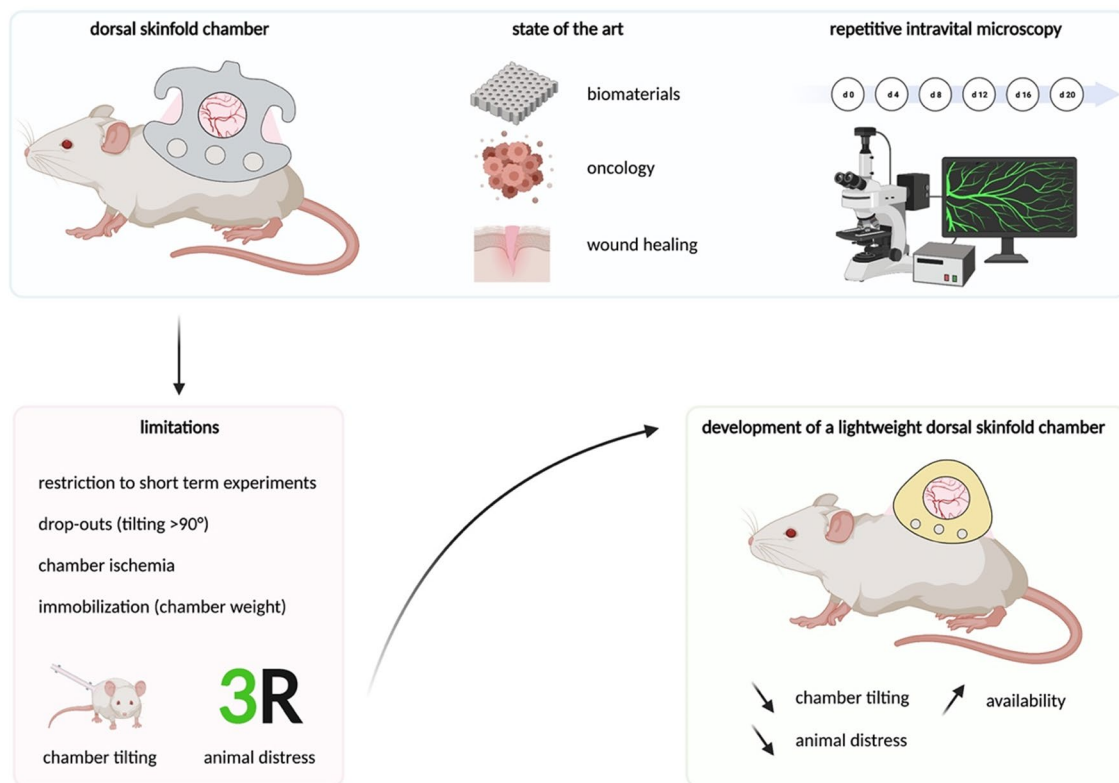 dorsal skinfold chamber
state of the art
repetitive intravital microscopy
biomaterials
oncology
wound healing
d 0 d 4 d 8 d 12 d 16 d 20
limitations
restriction to short term experiments
drop-outs (tilting >90°)
chamber ischemia
immobilization (chamber weight)
3R
chamber tilting
animal distress
development of a lightweight dorsal skinfold chamber
chamber tilting
availability
animal distress